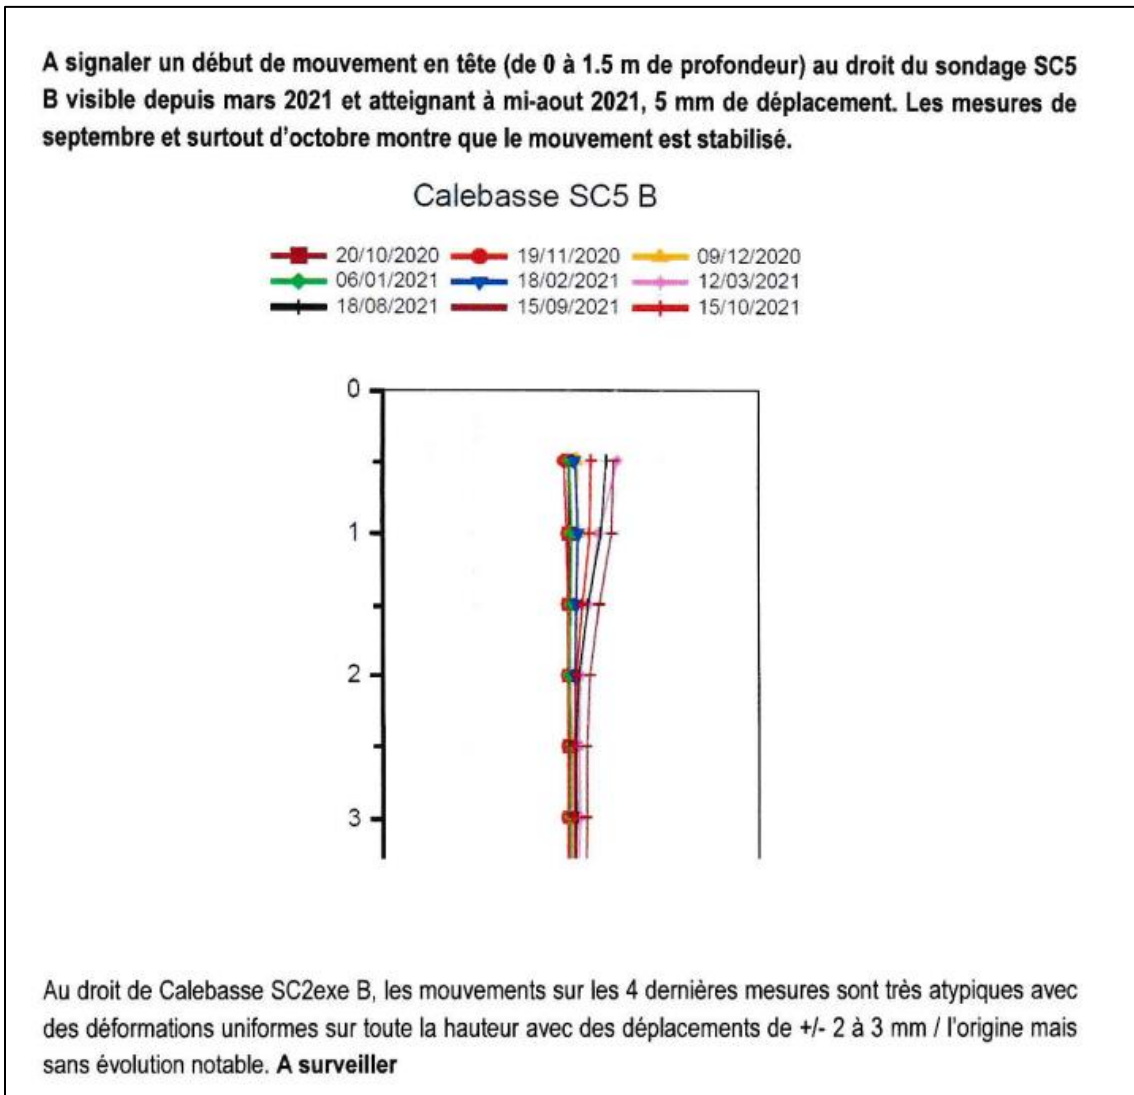 A signaler un début de mouvement en tête (de 0 à 1.5 m de profondeur) au droit du sondage SC5
B visible depuis mars 2021 et atteignant à mi-aout 2021, 5 mm de déplacement. Les mesures de
septembre et surtout d'octobre montre que le mouvement est stabilisé.
Calebasse SC5 B
20/10/2020 19/11/2020 09/12/2020
06/01/2021 18/02/2021 12/03/2021
18/08/2021 15/09/2021 15/10/2021
0
1
2
3
Au droit de Calebasse SC2exe B, les mouvements sur les 4 dernières mesures sont très atypiques avec
des déformations uniformes sur toute la hauteur avec des déplacements de +/- 2 à 3 mm / l'origine mais
sans évolution notable. A surveiller